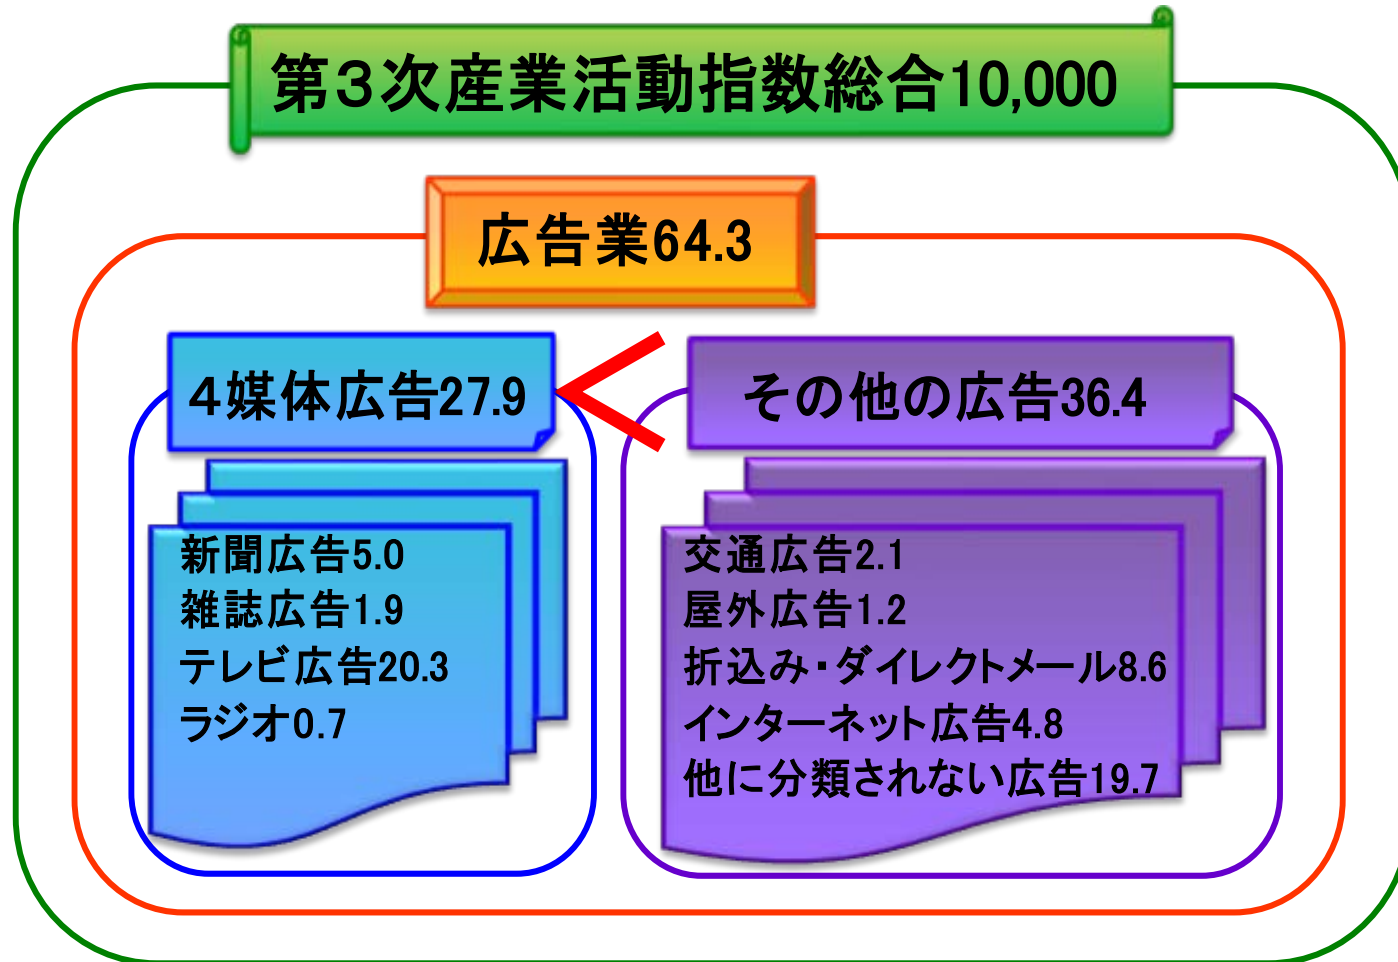 第３次産業活動指数総合10,000
広告業64.3
４媒体広告27.9
新聞広告5.0
雑誌広告1.9
テレビ広告20.3
ラジオ0.7
その他の広告36.4
交通広告2.1
屋外広告1.2
折込み・ダイレクトメール8.6
インターネット広告4.8
他に分類されない広告19.7